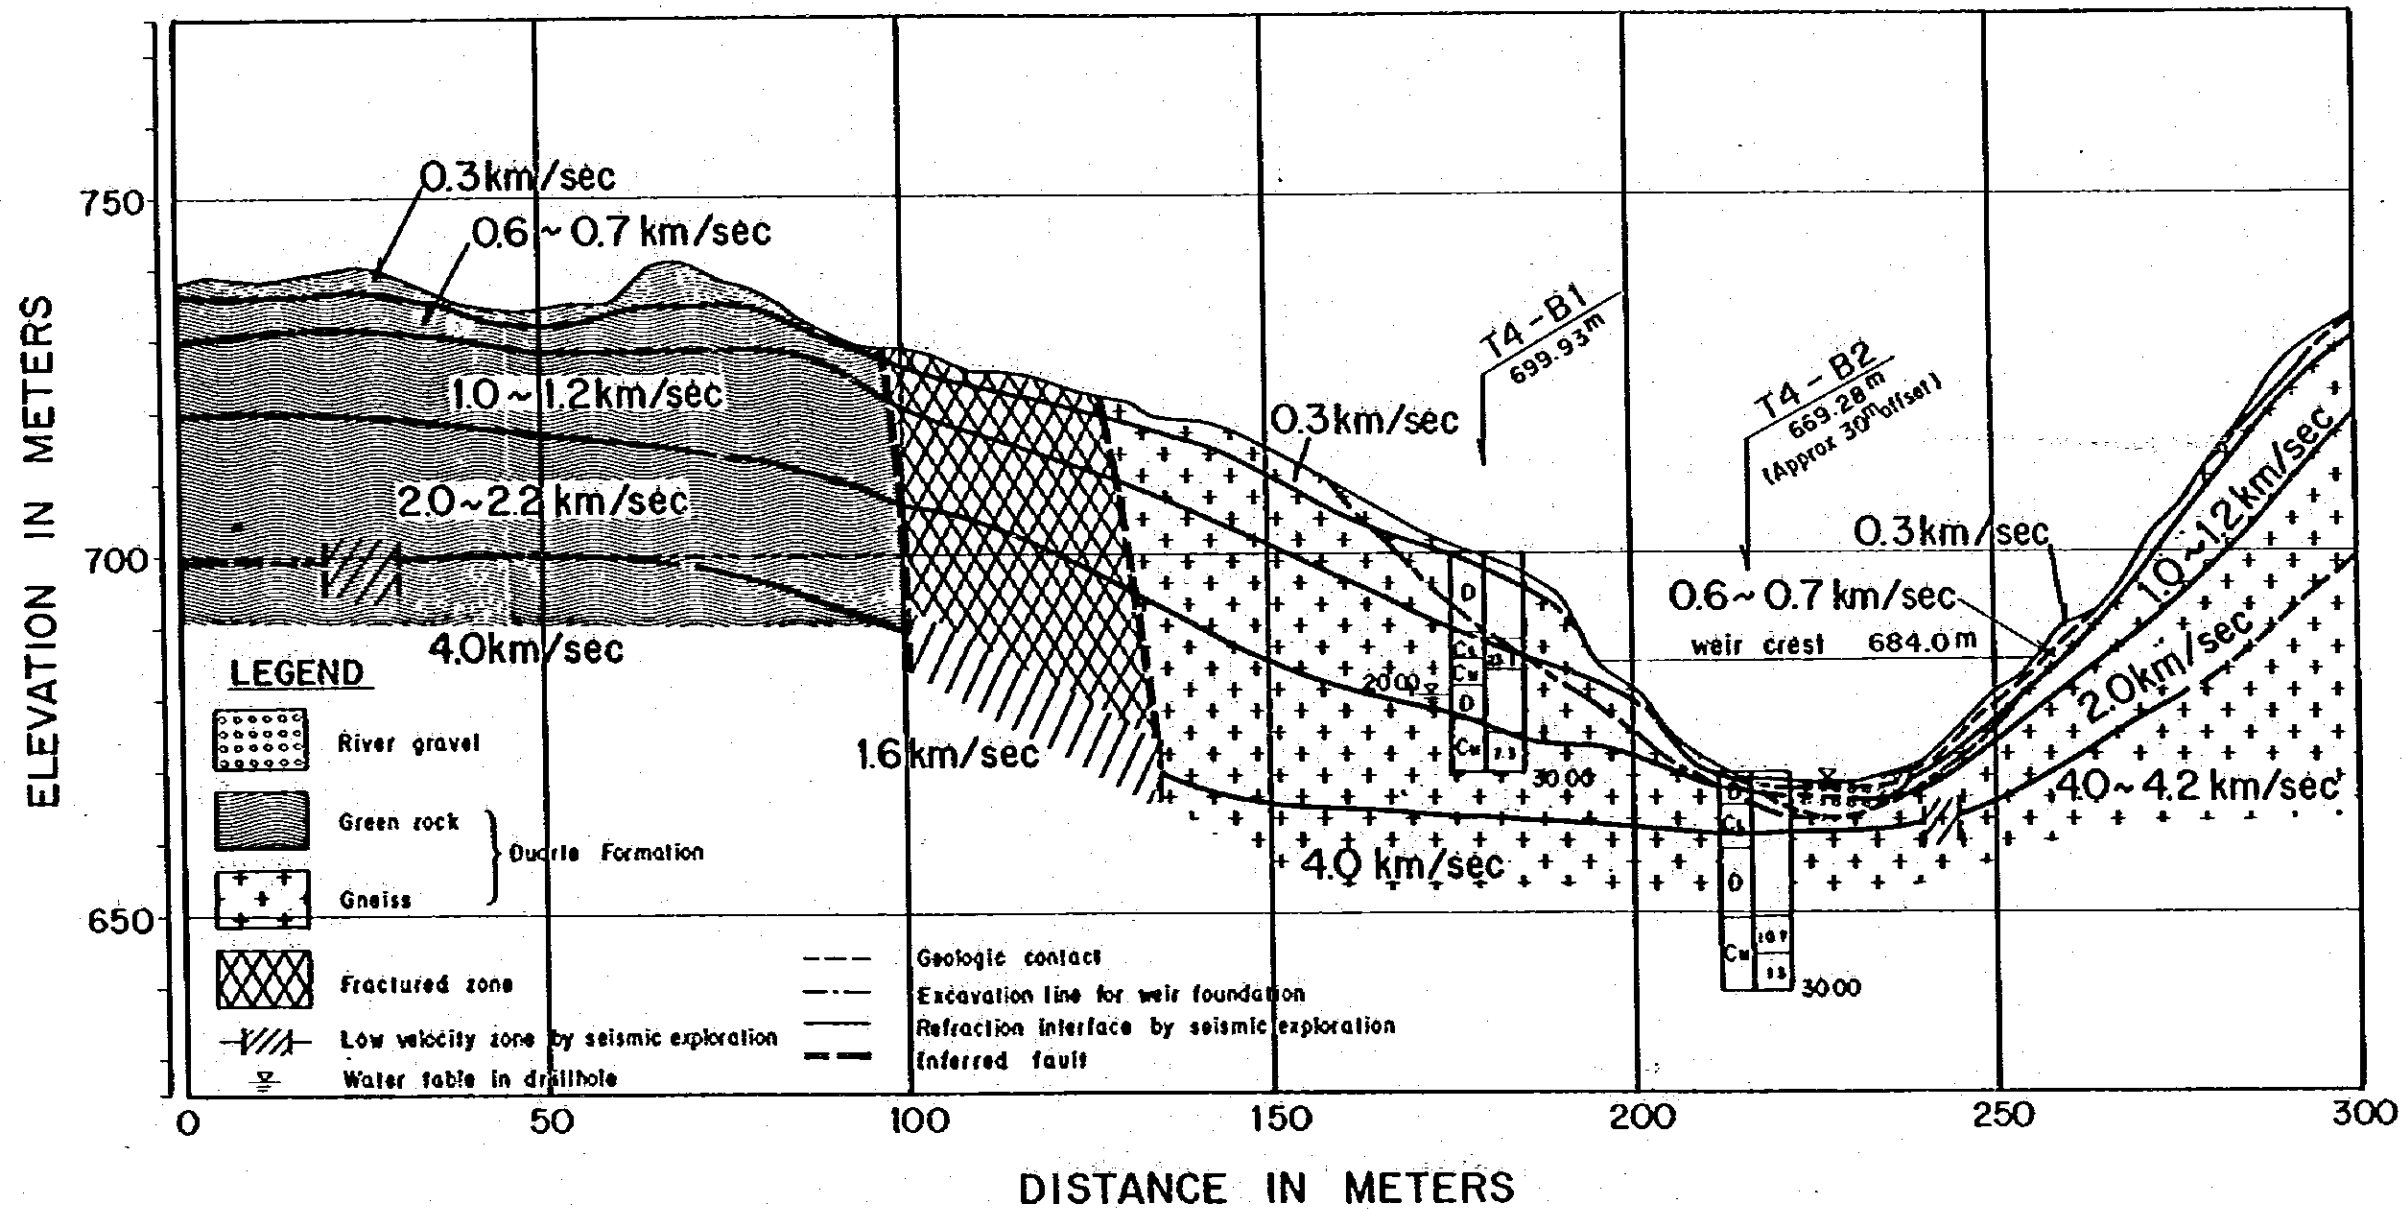 0.3km/sec
750
0.6~0.7 km/sec
T4-B1
699.93m
T4-B2
669.28m
(Approx 30m offset)
1.0~1.2km/sec
0.3km/sec
2.0~2.2 km/sec
1.0~1.2km/sec
0.3km/sec
700
D
0.6~0.7 km/sec
weir crest 684.0m
4.0km/sec
2.0km/sec
20.00
D
1.6km/sec
7.5
30.00
4.0~4.2 km/sec
D
4.0 km/sec
D
650
30.00
LEGEND
River gravel
Green rock
Gneiss
Fractured zone
Low velocity zone by seismic exploration
Water table in drillhole
Geologic contact
Excavation line for weir foundation
Refraction interface by seismic exploration
Inferred fault
Formation
0
50
100
150
200
250
300
ELEVATION IN METERS
DISTANCE IN METERS